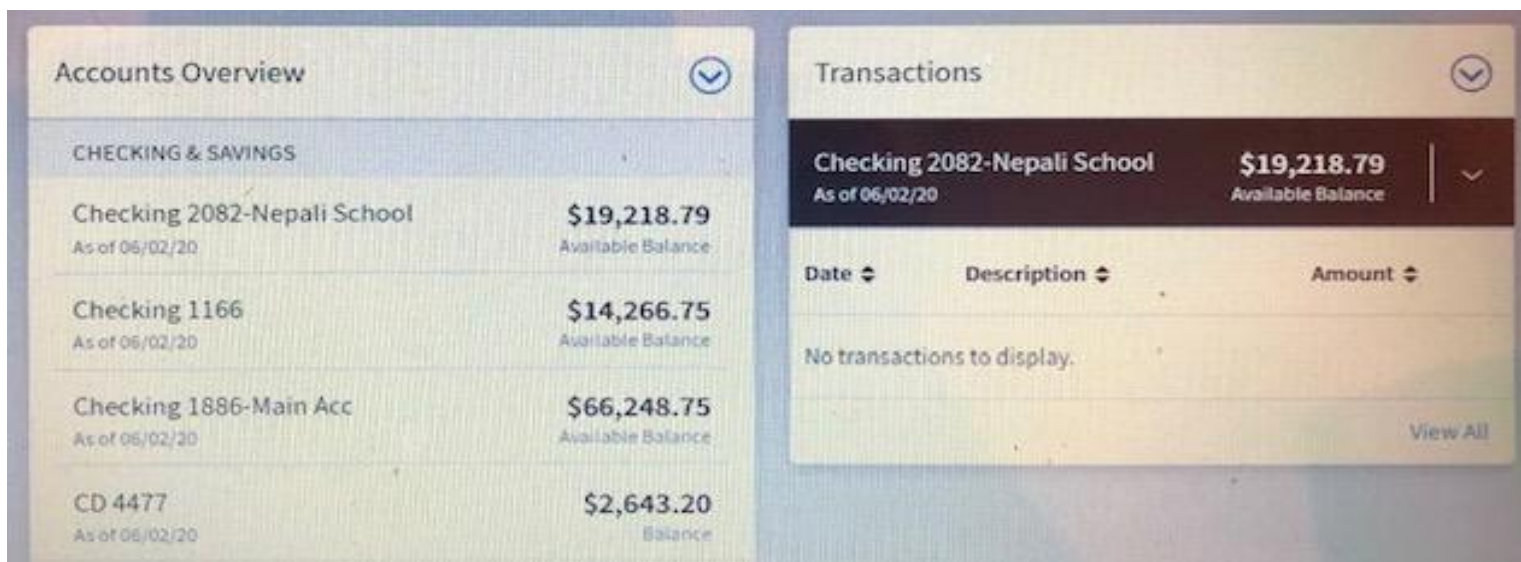 Accounts Overview
CHECKING & SAVINGS
Checking 2082-Nepali School $19,218.79
As of 06/02/20 Available Balance
Checking 1166 $14,266.75
As of 06/02/20 Available Balance
Checking 1886-Main Acc $66,248.75
As of 06/02/20 Available Balance
CD 4477 $2,643.20
As of 06/02/20 Balance
Transactions
Checking 2082-Nepali School $19,218.79
As of 06/02/20 Available Balance
Date Description Amount
No transactions to display.
View All